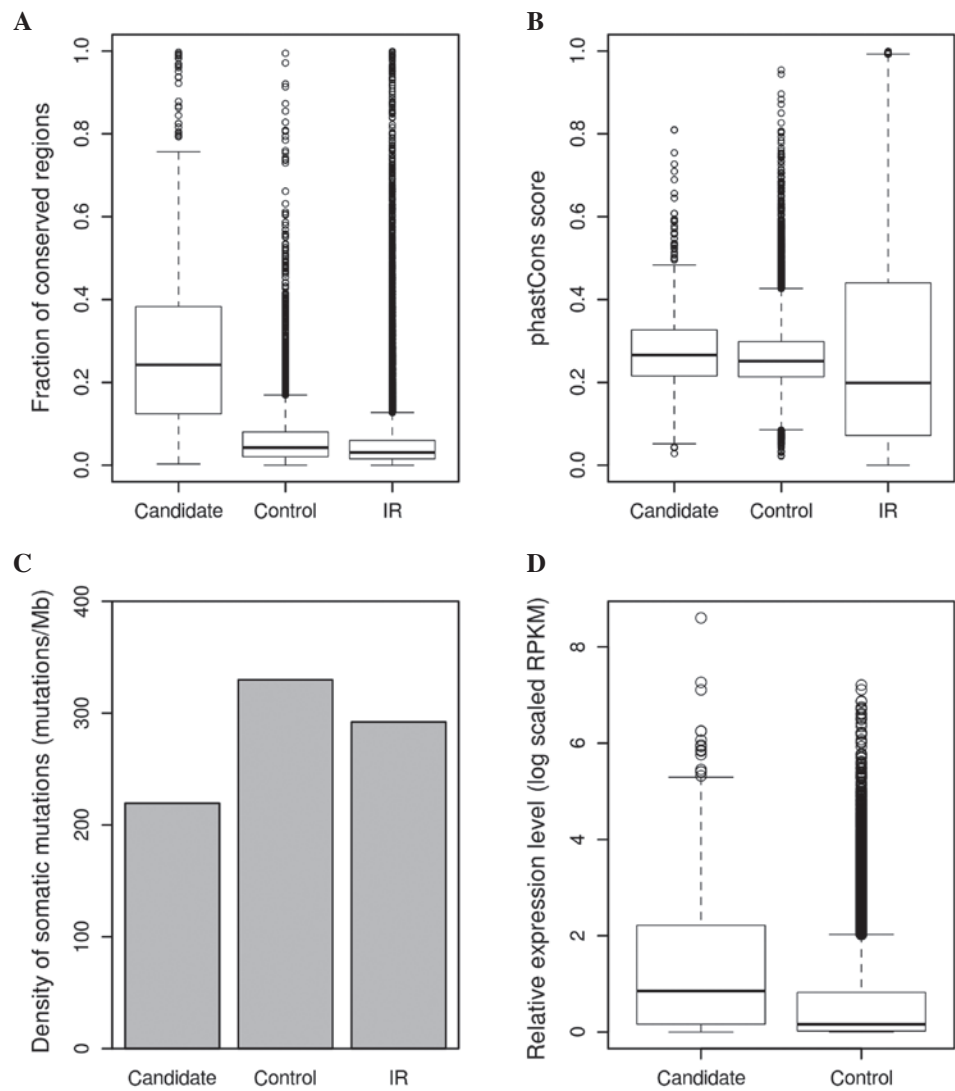 A
Fraction of conserved regions
1.0
0.8
0.6
0.4
0.2
0.0
Candidate Control IR
B
phastCons score
1.0
0.8
0.6
0.4
0.2
0.0
Candidate Control IR
C
Density of somatic mutations (mutations/Mb)
400
300
200
100
0
Candidate Control IR
D
Relative expression level (log scaled RPKM)
8
6
4
2
0
Candidate Control